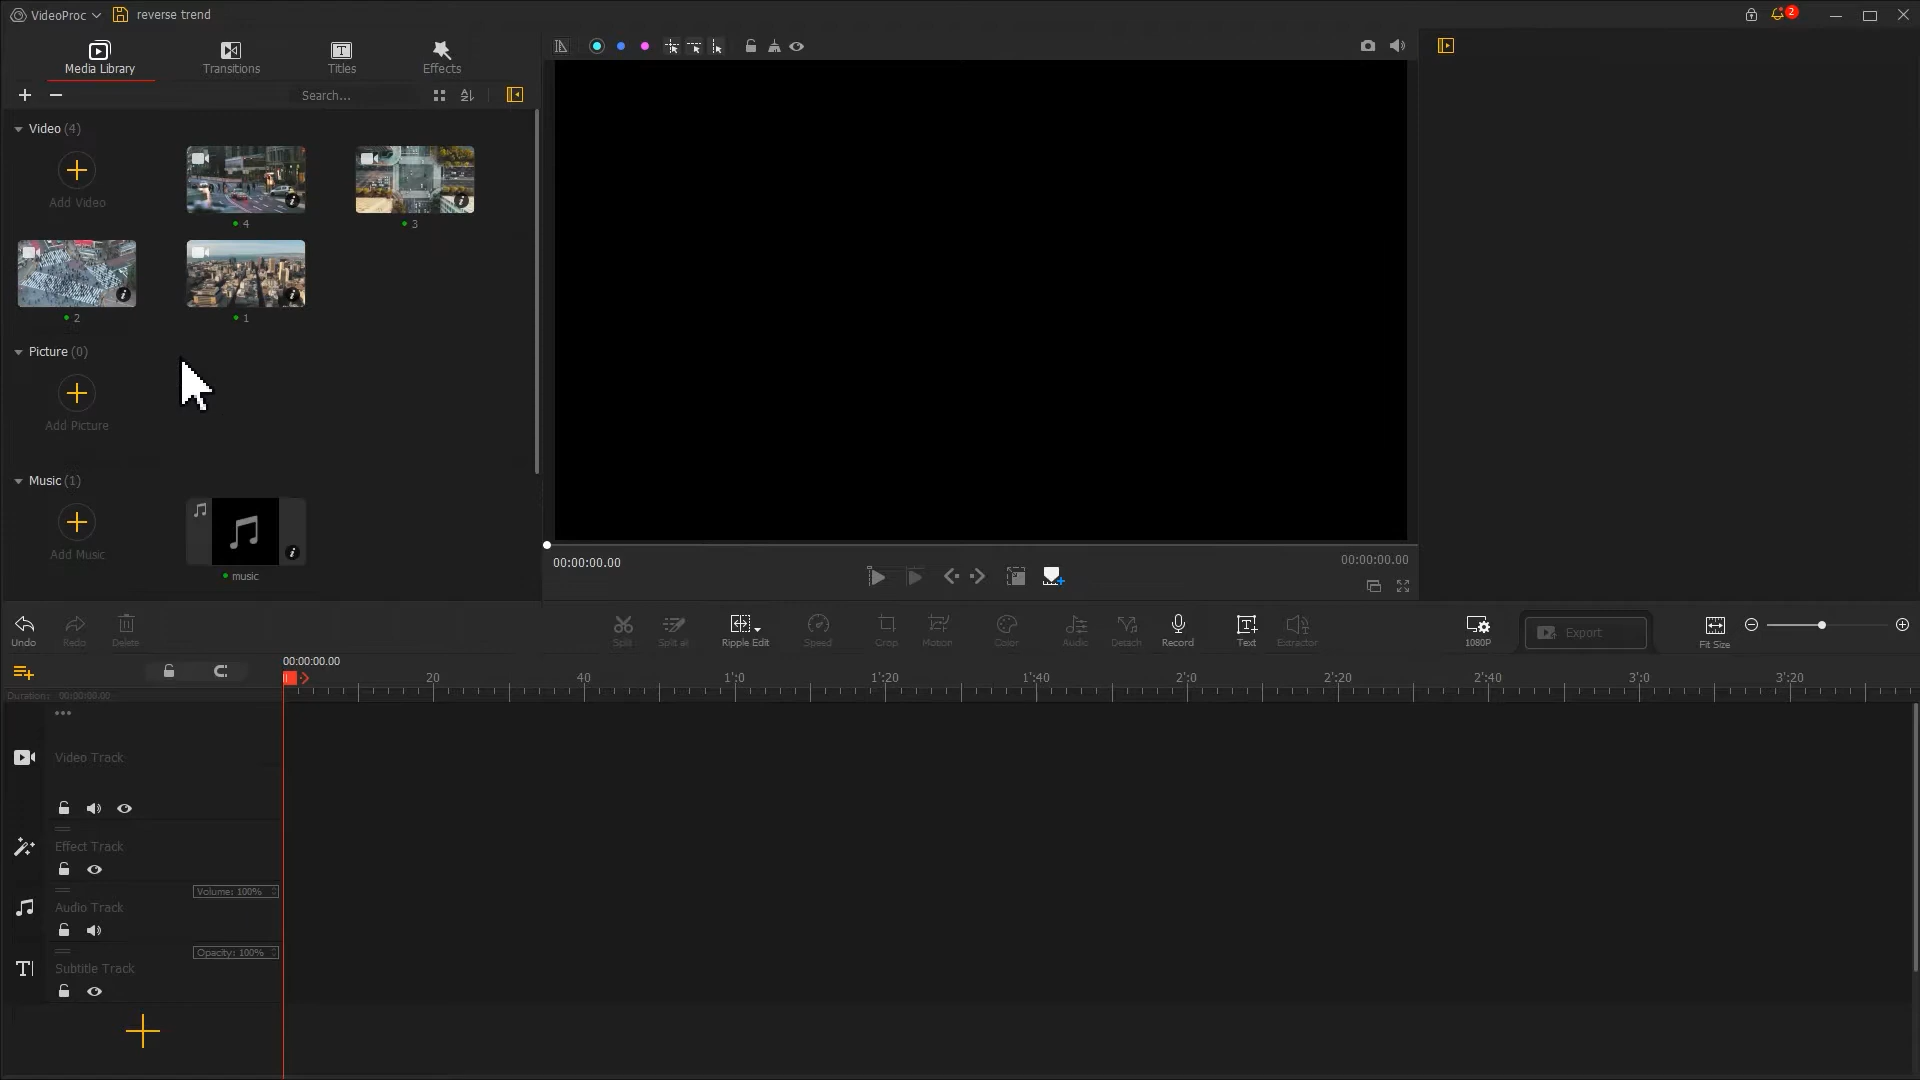 VideoProc reverse trend 2
Media Library Transitions Titles Effects
Search...
Video (4)
Add Video 4 3
2 1
Picture (0)
Add Picture
Music (1)
Add Music music
00:00:00.00 00:00:00.00
Undo Redo Delete Split Split all Ripple Edit Speed Crop Motion Color Audio Detach Record Text Extractor 1080P Export Fit Size
00:00:00.00
20 40 1'0 1'20 1'40 2'0 2'20 2'40 3'0 3'20
Duration: 00:00:00.00
Video Track
Effect Track
Volume: 100%
Audio Track
Opacity: 100%
Subtitle Track